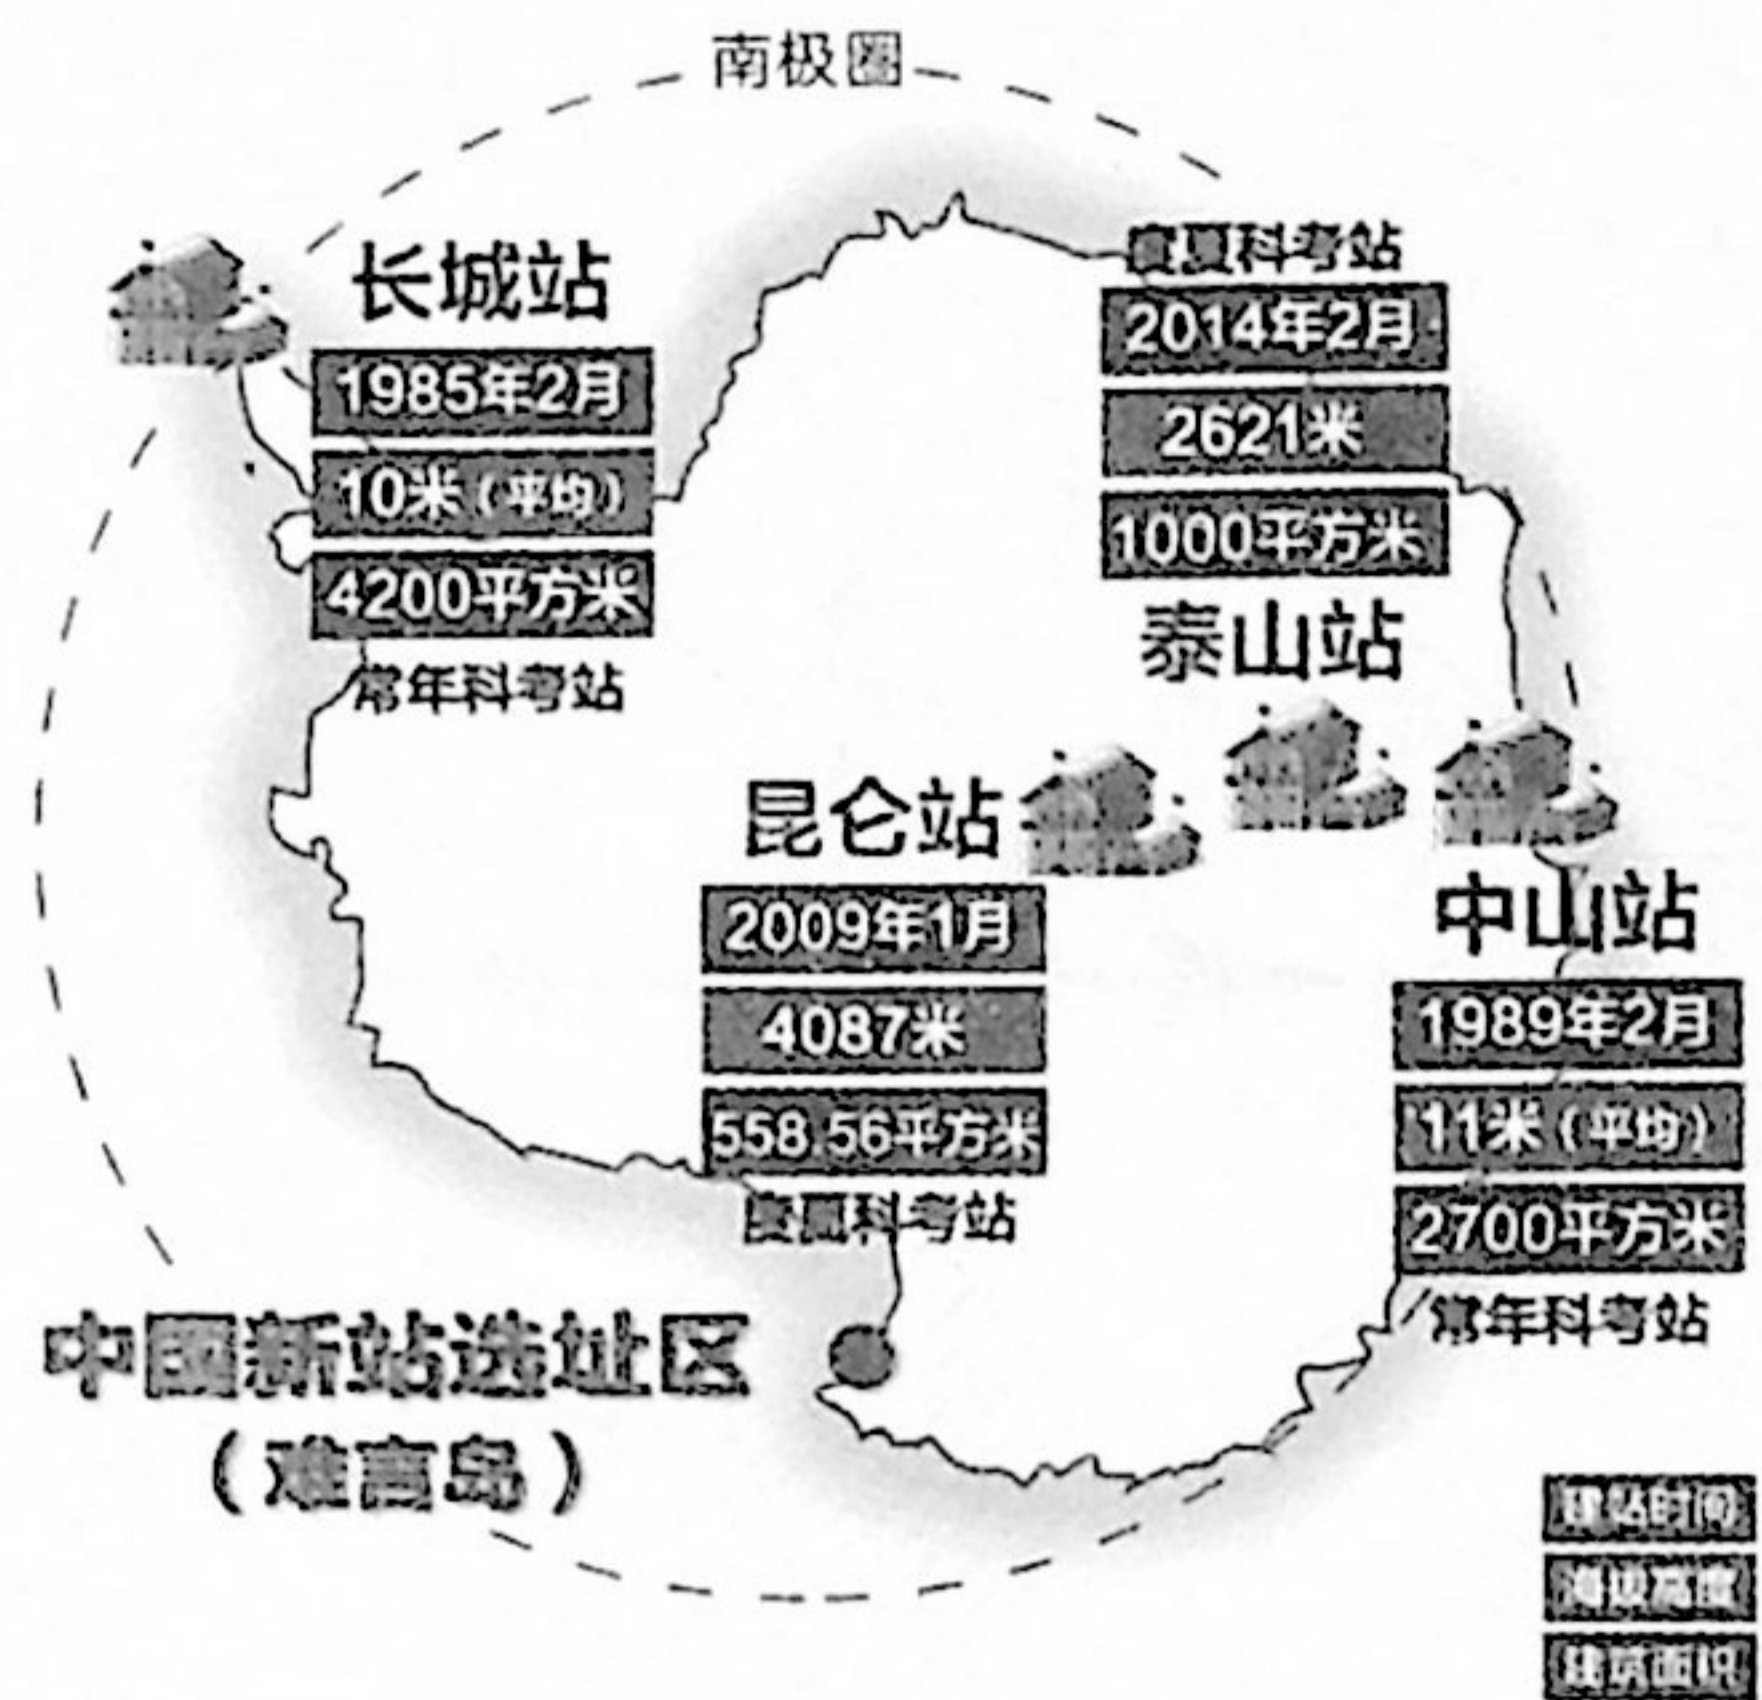 南极圈
长城站
1985年2月
10米（平均）
4200平方米
常年科考站
度夏科考站
2014年2月
2621米
1000平方米
泰山站
昆仑站
2009年1月
4087米
558.56平方米
度夏科考站
中山站
1989年2月
11米（平均）
2700平方米
常年科考站
中国新站选址区
（难言岛）
建站时间
海拔高度
建筑面积